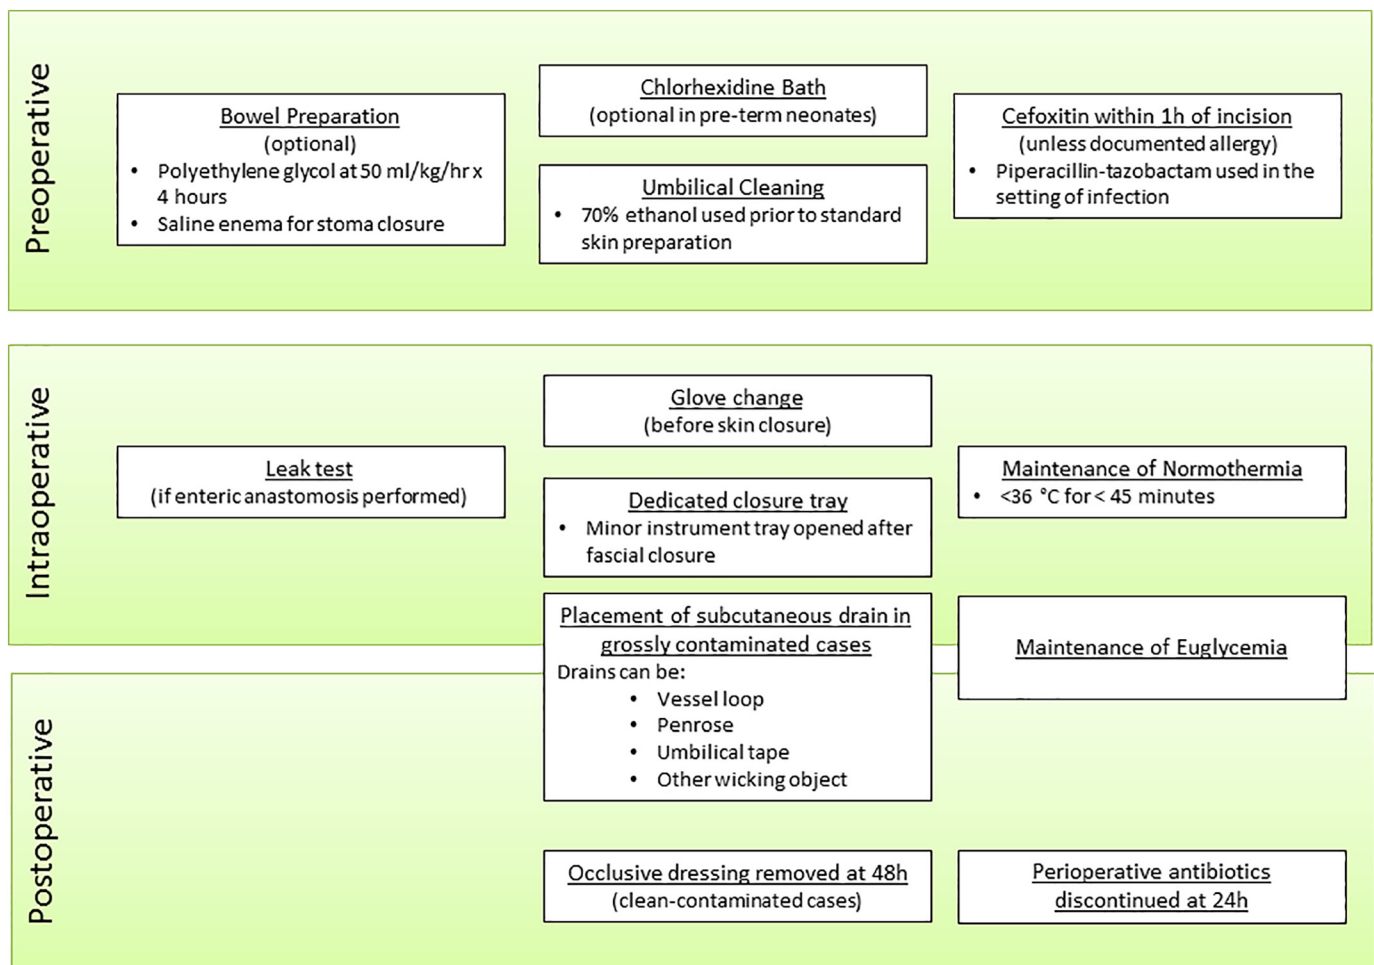 Preoperative
Bowel Preparation
(optional)
• Polyethylene glycol at 50 ml/kg/hr x
4 hours
• Saline enema for stoma closure
Chlorhexidine Bath
(optional in pre-term neonates)
Umbilical Cleaning
• 70% ethanol used prior to standard
skin preparation
Cefoxitin within 1h of incision
(unless documented allergy)
• Piperacillin-tazobactam used in the
setting of infection
Intraoperative
Leak test
(if enteric anastomosis performed)
Glove change
(before skin closure)
Dedicated closure tray
• Minor instrument tray opened after
fascial closure
Maintenance of Normothermia
• <36 °C for < 45 minutes
Placement of subcutaneous drain in
grossly contaminated cases
Drains can be:
• Vessel loop
• Penrose
• Umbilical tape
• Other wicking object
Maintenance of Euglycemia
Postoperative
Occlusive dressing removed at 48h
(clean-contaminated cases)
Perioperative antibiotics
discontinued at 24h